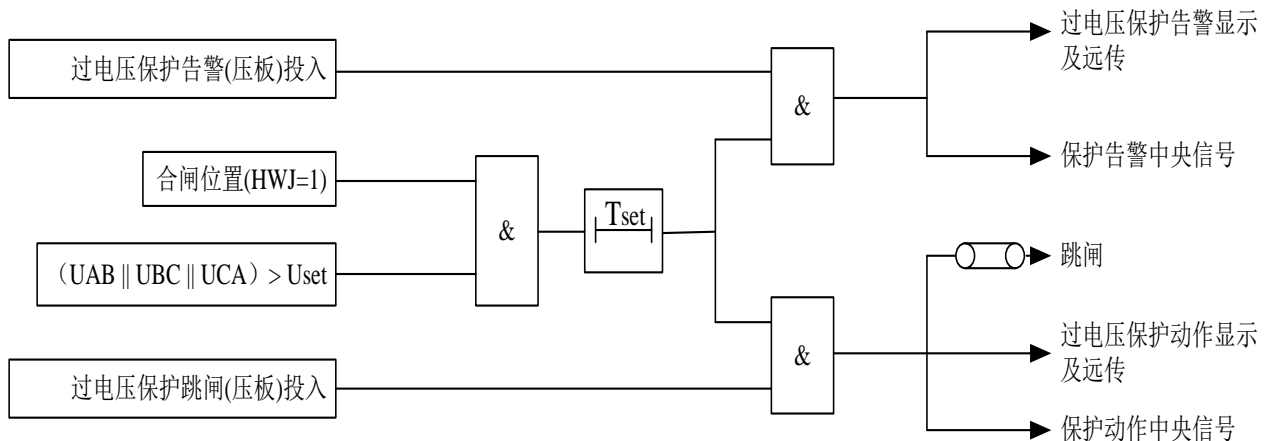 过电压保护告警(压板)投入
合闸位置(HWJ=1)
（UAB || UBC || UCA）> Uset
过电压保护跳闸(压板)投入
&
Tset
&
&
过电压保护告警显示
及远传
保护告警中央信号
跳闸
过电压保护动作显示
及远传
保护动作中央信号